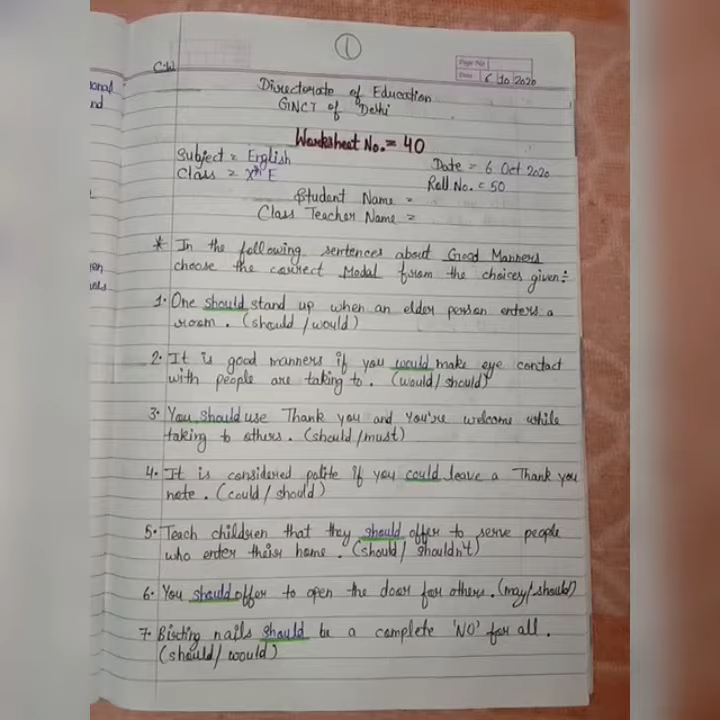 1
C.W
Page No.
Date 6 10 2020
onal
nd
Directorate of Education
GNCT of Delhi
Worksheet No.= 40
Subject = English
Date = 6 Oct 2020
Class = Xth E
Roll No. = 50
Student Name =
Class Teacher Name =
* In the following sentences about Good Manners
choose the correct Modal from the choices given:-
1. One should stand up when an elder person enters a
room. (should / would)
2. It is good manners if you would make eye contact
with people are taking to. (would / should)
3. You should use Thank you and You're welcome while
taking to others. (should / must)
4. It is considered polite if you could leave a Thank you
note. (could / should)
5. Teach children that they should offer to serve people
who enter their home. (should / shouldn't)
6. You should offer to open the door for others. (may / should)
7. Bieting nails should be a complete 'NO' for all.
(should / would)